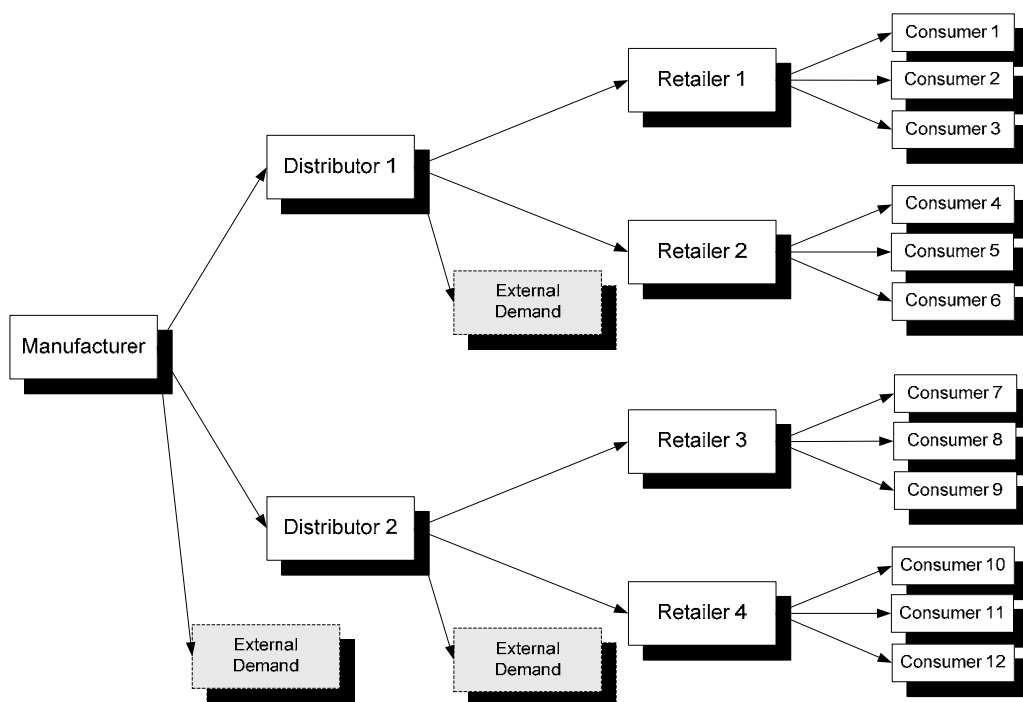 Manufacturer
Distributor 1
Distributor 2
External
Demand
External
Demand
External
Demand
Retailer 1
Retailer 2
Retailer 3
Retailer 4
Consumer 1
Consumer 2
Consumer 3
Consumer 4
Consumer 5
Consumer 6
Consumer 7
Consumer 8
Consumer 9
Consumer 10
Consumer 11
Consumer 12